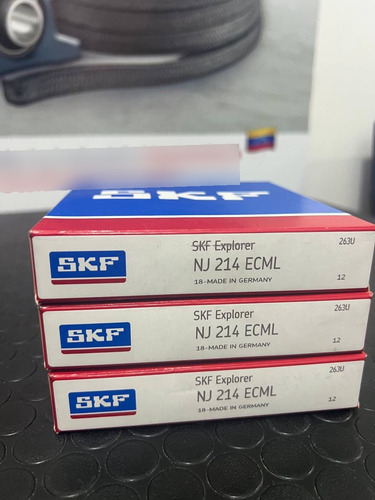 SKF
SKF
SKF Explorer
263U
NJ 214 ECML
18-MADE IN GERMANY
12
SKF
SKF Explorer
263U
NJ 214 ECML
18-MADE IN GERMANY
12
SKF
SKF Explorer
263U
NJ 214 ECML
18-MADE IN GERMANY
12